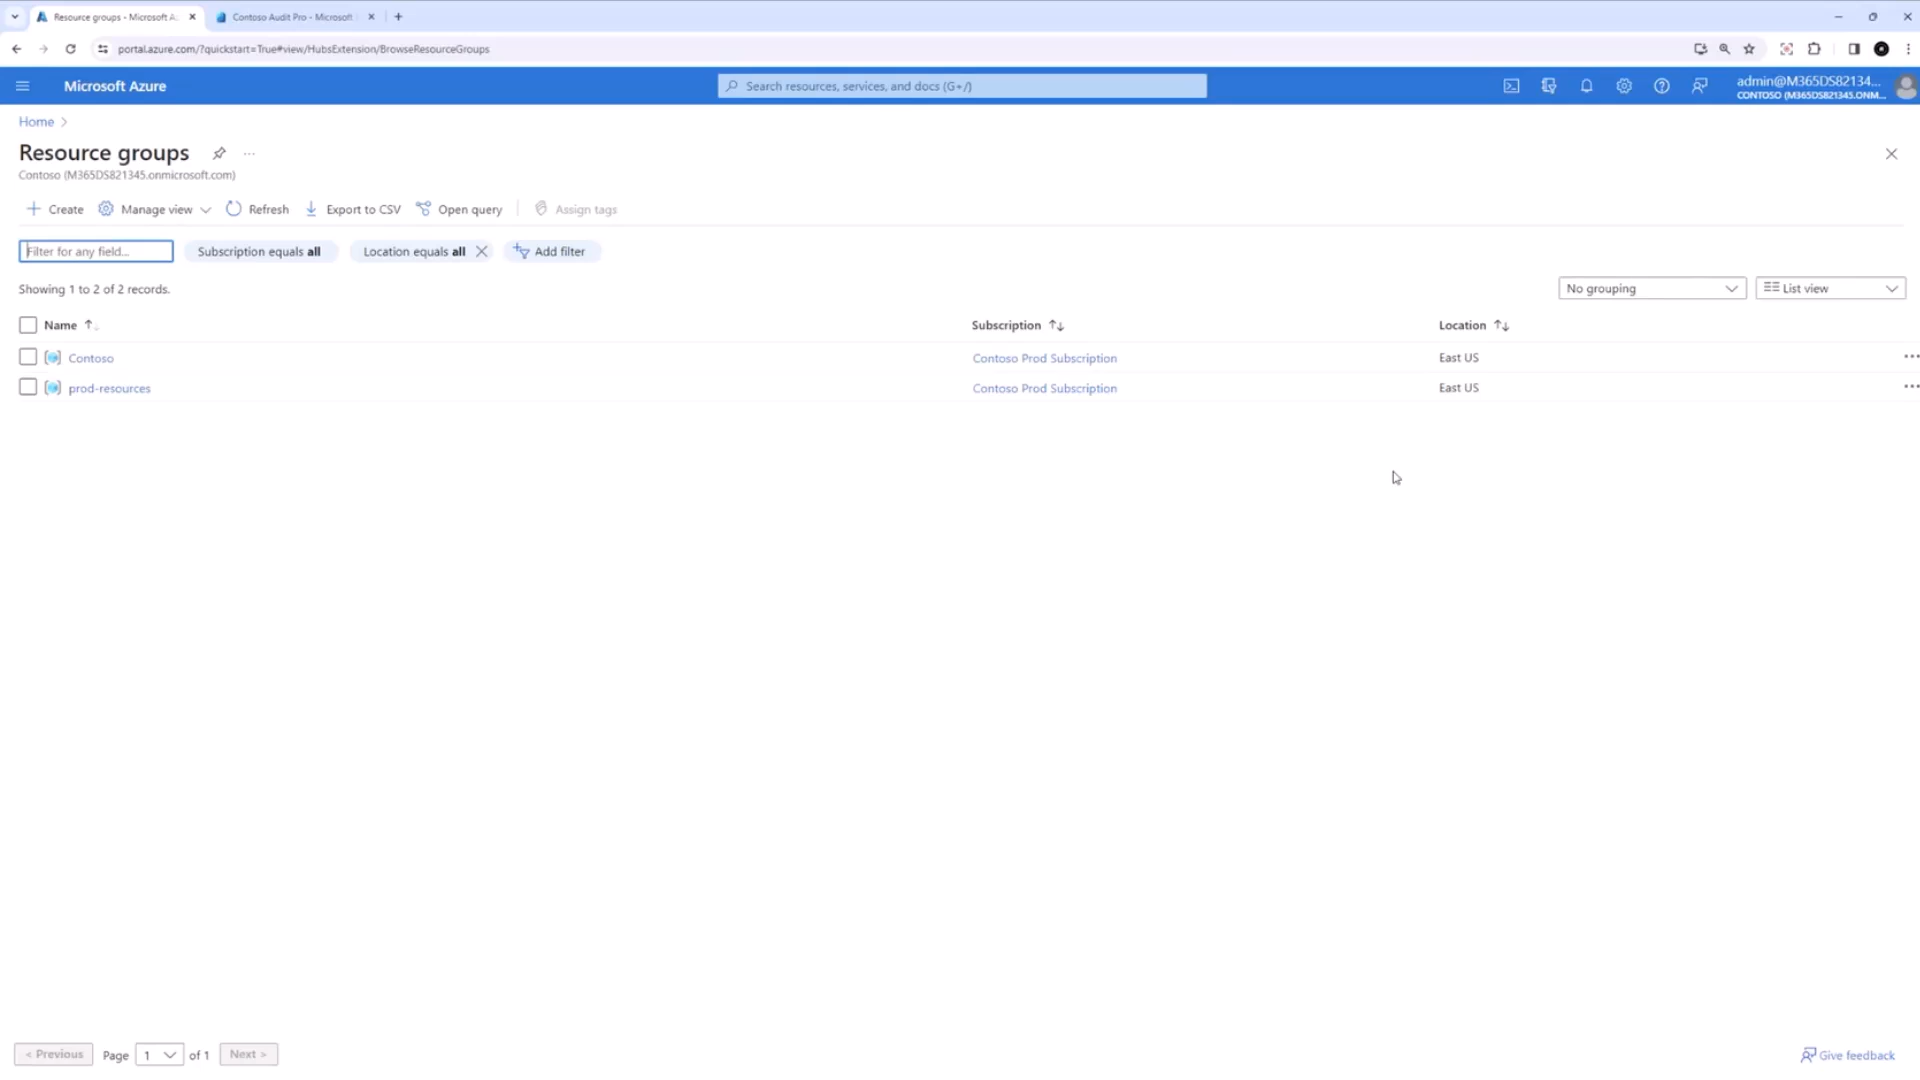 Resource groups - Microsoft A
Contoso Audit Pro - Microsoft
portal.azure.com/?quickstart=True#view/HubsExtension/BrowseResourceGroups
Microsoft Azure
Search resources, services, and docs (G+/)
admin@M365DS82134...
CONTOSO (M365DS821345.ONM...
Home >
Resource groups ...
Contoso (M365DS821345.onmicrosoft.com)
+ Create Manage view Refresh Export to CSV Open query Assign tags
Filter for any field... Subscription equals all Location equals all Add filter
Showing 1 to 2 of 2 records.
No grouping List view
Name Subscription Location
Contoso Contoso Prod Subscription East US ...
prod-resources Contoso Prod Subscription East US ...
< Previous Page 1 of 1 Next >
Give feedback